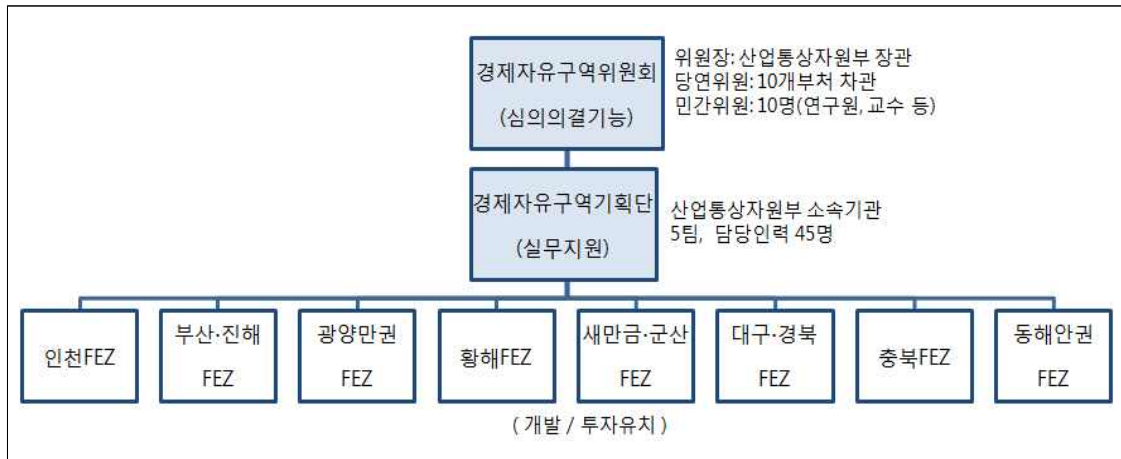 경제자유구역위원회
(심의의결기능)
위원장: 산업통상자원부 장관
당연위원: 10개부처 차관
민간위원: 10명(연구원, 교수 등)
경제자유구역기획단
(실무지원)
산업통상자원부 소속기관
5팀, 담당인력 45명
인천FEZ
부산·진해
FEZ
광양만권
FEZ
황해FEZ
새만금·군산
FEZ
대구·경북
FEZ
충북FEZ
동해안권
FEZ
( 개발 / 투자유치 )